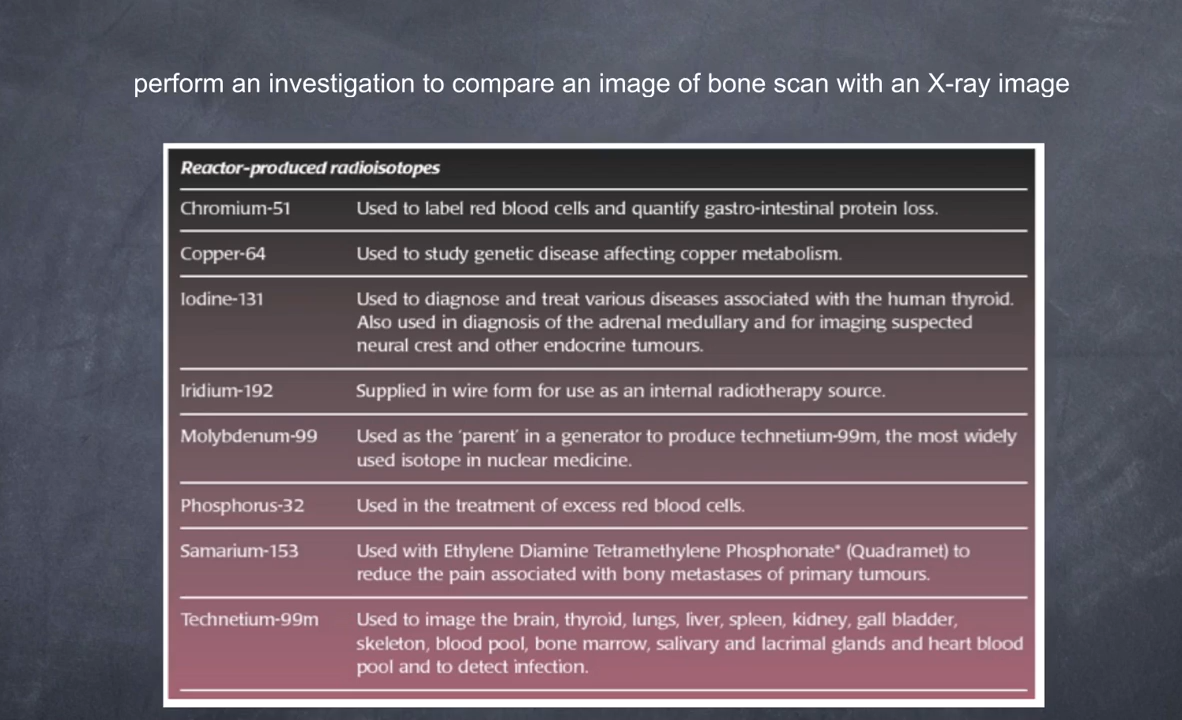 perform an investigation to compare an image of bone scan with an X-ray image
Reactor-produced radioisotopes
Chromium-51 Used to label red blood cells and quantify gastro-intestinal protein loss.
Copper-64 Used to study genetic disease affecting copper metabolism.
Iodine-131 Used to diagnose and treat various diseases associated with the human thyroid.
Also used in diagnosis of the adrenal medullary and for imaging suspected
neural crest and other endocrine tumours.
Iridium-192 Supplied in wire form for use as an internal radiotherapy source.
Molybdenum-99 Used as the 'parent' in a generator to produce technetium-99m, the most widely
used isotope in nuclear medicine.
Phosphorus-32 Used in the treatment of excess red blood cells.
Samarium-153 Used with Ethylene Diamine Tetramethylene Phosphonate* (Quadramet) to
reduce the pain associated with bony metastases of primary tumours.
Technetium-99m Used to image the brain, thyroid, lungs, liver, spleen, kidney, gall bladder,
skeleton, blood pool, bone marrow, salivary and lacrimal glands and heart blood
pool and to detect infection.